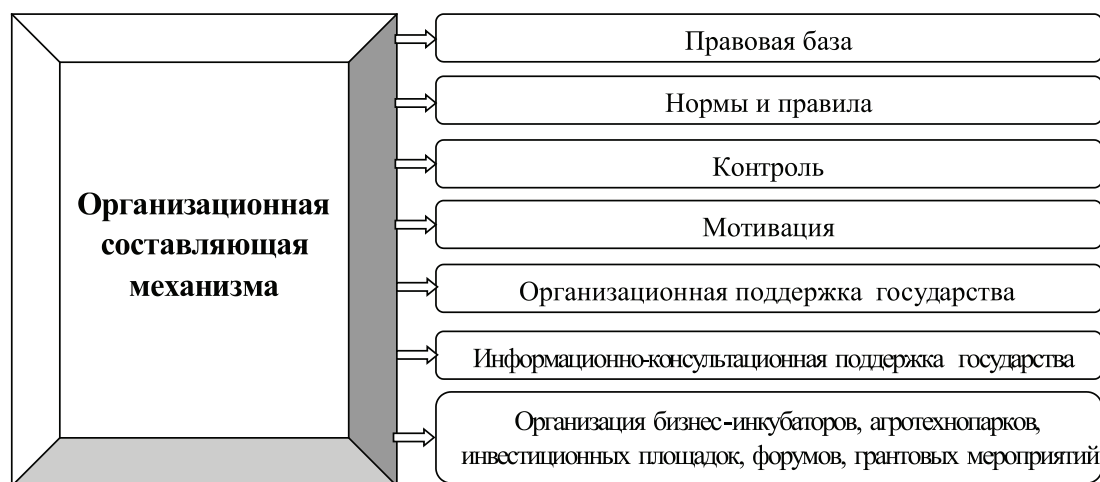 Организационная
составляющая
механизма
Правовая база
Нормы и правила
Контроль
Мотивация
Организационная поддержка государства
Информационно-консультационная поддержка государства
Организация бизнес-инкубаторов, агротехнопарков,
инвестиционных площадок, форумов, грантовых мероприятий